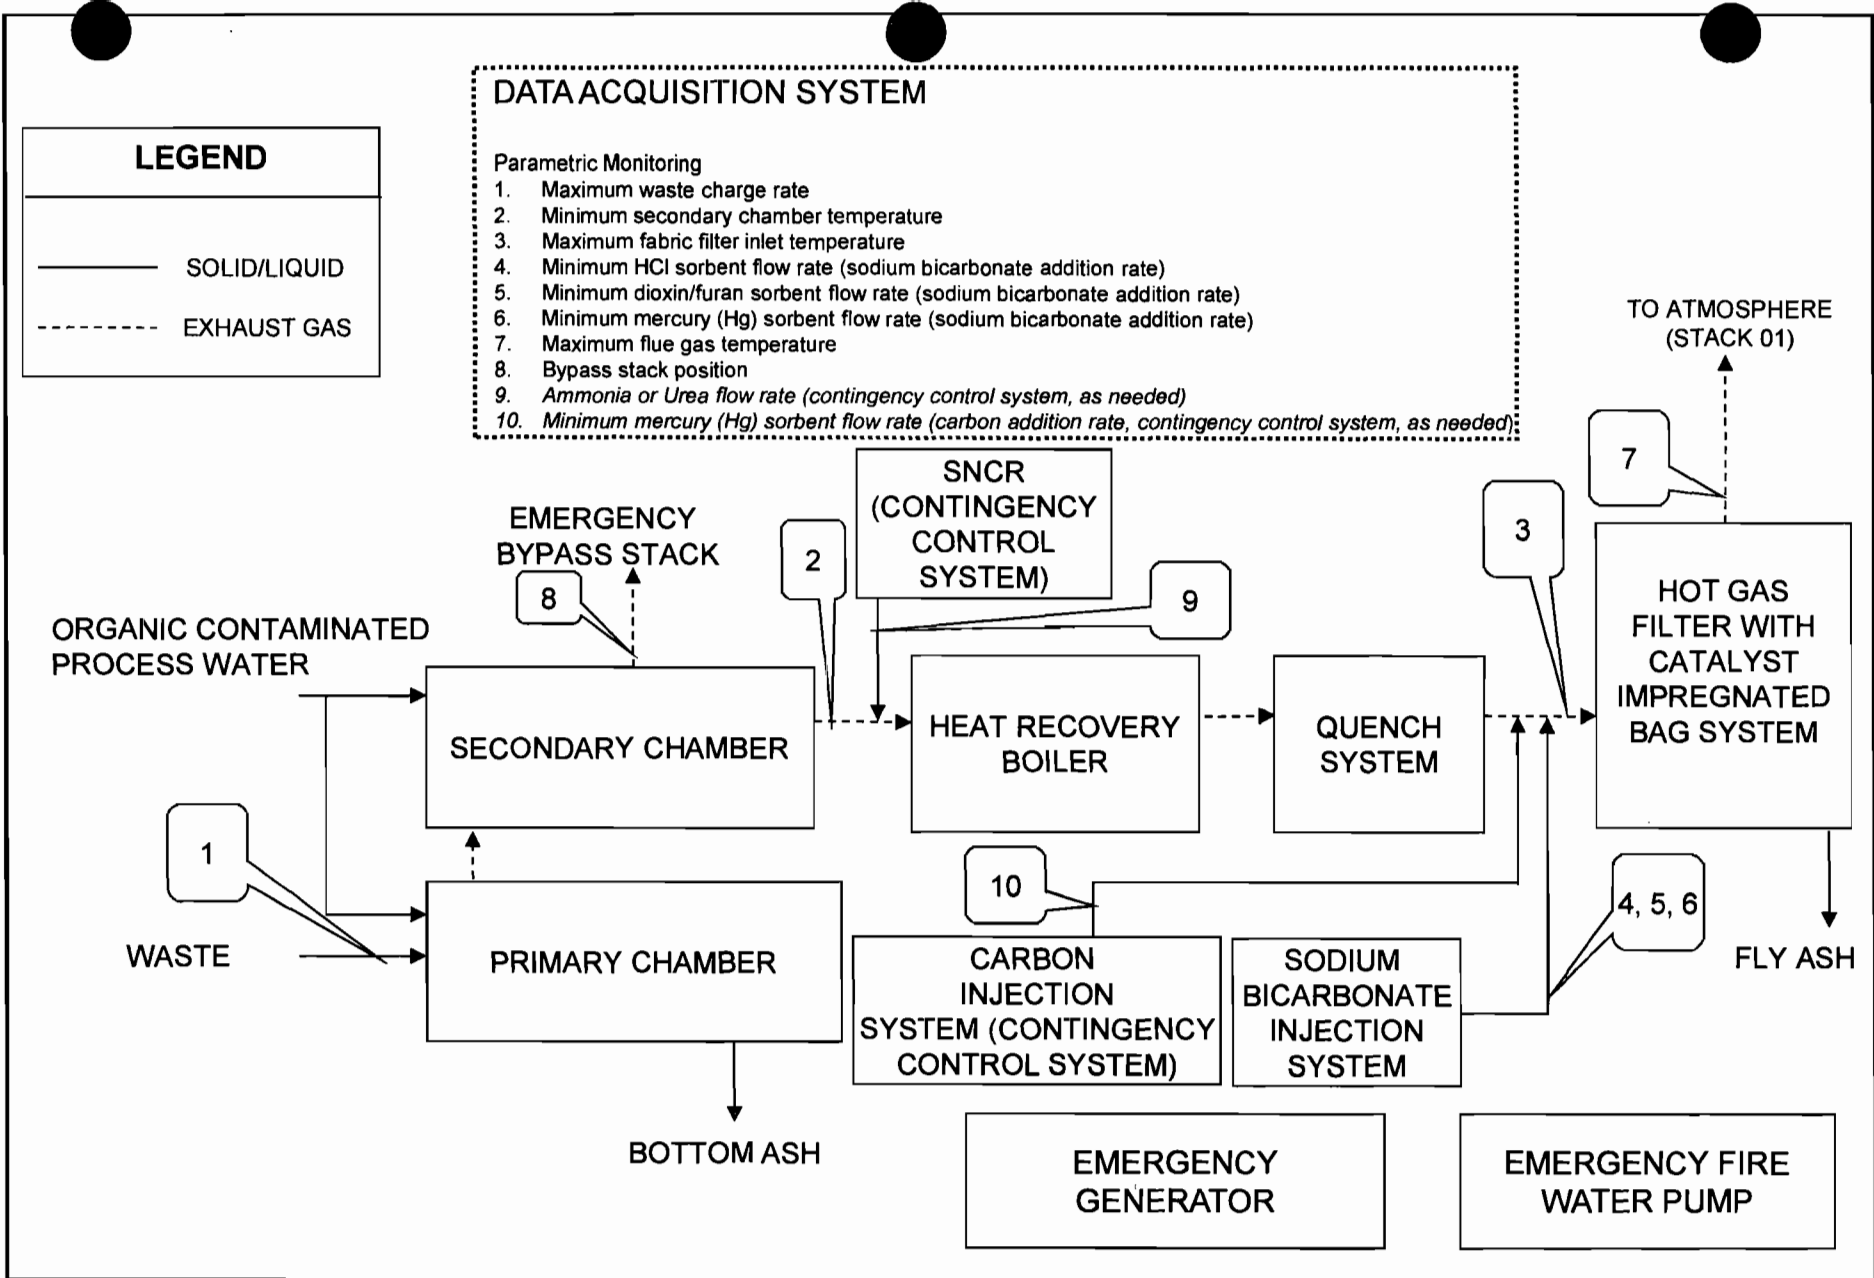 DATA ACQUISITION SYSTEM
Parametric Monitoring
1. Maximum waste charge rate
2. Minimum secondary chamber temperature
3. Maximum fabric filter inlet temperature
4. Minimum HCl sorbent flow rate (sodium bicarbonate addition rate)
5. Minimum dioxin/furan sorbent flow rate (sodium bicarbonate addition rate)
6. Minimum mercury (Hg) sorbent flow rate (sodium bicarbonate addition rate)
7. Maximum flue gas temperature
8. Bypass stack position
9. Ammonia or Urea flow rate (contingency control system, as needed)
10. Minimum mercury (Hg) sorbent flow rate (carbon addition rate, contingency control system, as needed)
LEGEND
SOLID/LIQUID
EXHAUST GAS
TO ATMOSPHERE
(STACK 01)
7
SNCR
(CONTINGENCY
CONTROL
SYSTEM)
EMERGENCY
BYPASS STACK
8
2
9
3
ORGANIC CONTAMINATED
PROCESS WATER
SECONDARY CHAMBER
HEAT RECOVERY
BOILER
QUENCH
SYSTEM
HOT GAS
FILTER WITH
CATALYST
IMPREGNATED
BAG SYSTEM
1
10
4, 5, 6
WASTE
PRIMARY CHAMBER
CARBON
INJECTION
SYSTEM (CONTINGENCY
CONTROL SYSTEM)
SODIUM
BICARBONATE
INJECTION
SYSTEM
FLY ASH
BOTTOM ASH
EMERGENCY
GENERATOR
EMERGENCY FIRE
WATER PUMP